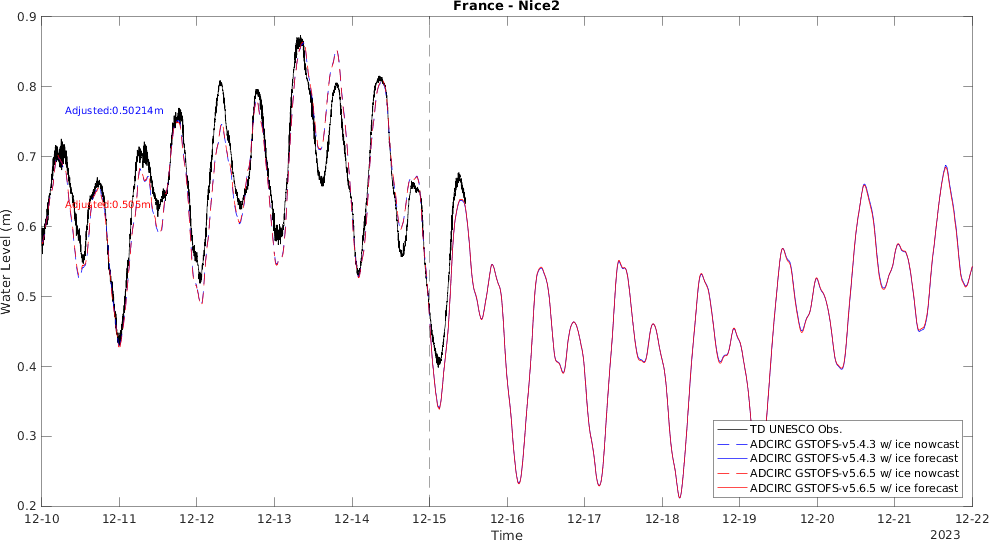 France - Nice2
0.9
0.8
0.7
0.6
0.5
0.4
0.3
0.2
Water Level (m)
Adjusted:0.50214m
Adjusted:0.505m
TD UNESCO Obs.
ADCIRC GSTOFS-v5.4.3 w/ ice nowcast
ADCIRC GSTOFS-v5.4.3 w/ ice forecast
ADCIRC GSTOFS-v5.6.5 w/ ice nowcast
ADCIRC GSTOFS-v5.6.5 w/ ice forecast
12-10 12-11 12-12 12-13 12-14 12-15 12-16 12-17 12-18 12-19 12-20 12-21 12-22
Time
2023